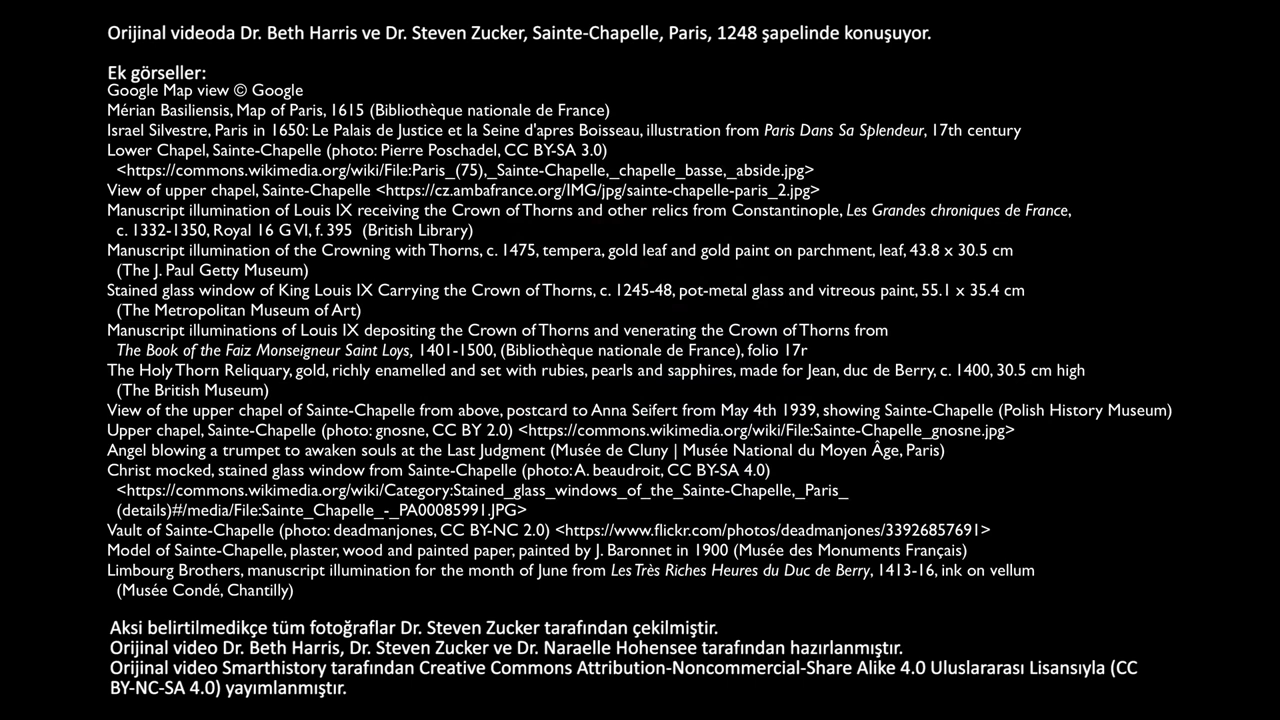 Orijinal videoda Dr. Beth Harris ve Dr. Steven Zucker, Sainte-Chapelle, Paris, 1248 şapelinde konuşuyor.
Ek görseller:
Google Map view © Google
Mérian Basiliensis, Map of Paris, 1615 (Bibliothèque nationale de France)
Israel Silvestre, Paris in 1650: Le Palais de Justice et la Seine d'apres Boisseau, illustration from Paris Dans Sa Splendeur, 17th century
Lower Chapel, Sainte-Chapelle (photo: Pierre Poschadel, CC BY-SA 3.0)
<https://commons.wikimedia.org/wiki/File:Paris_(75),_Sainte-Chapelle,_chapelle_basse,_abside.jpg>
View of upper chapel, Sainte-Chapelle <https://cz.ambafrance.org/IMG/jpg/sainte-chapelle-paris_2.jpg>
Manuscript illumination of Louis IX receiving the Crown of Thorns and other relics from Constantinople, Les Grandes chroniques de France,
c. 1332-1350, Royal 16 G VI, f. 395 (British Library)
Manuscript illumination of the Crowning with Thorns, c. 1475, tempera, gold leaf and gold paint on parchment, leaf, 43.8 x 30.5 cm
(The J. Paul Getty Museum)
Stained glass window of King Louis IX Carrying the Crown of Thorns, c. 1245-48, pot-metal glass and vitreous paint, 55.1 x 35.4 cm
(The Metropolitan Museum of Art)
Manuscript illuminations of Louis IX depositing the Crown of Thorns and venerating the Crown of Thorns from
The Book of the Faiz Monseigneur Saint Loys, 1401-1500, (Bibliothèque nationale de France), folio 17r
The Holy Thorn Reliquary, gold, richly enamelled and set with rubies, pearls and sapphires, made for Jean, duc de Berry, c. 1400, 30.5 cm high
(The British Museum)
View of the upper chapel of Sainte-Chapelle from above, postcard to Anna Seifert from May 4th 1939, showing Sainte-Chapelle (Polish History Museum)
Upper chapel, Sainte-Chapelle (photo: gnosne, CC BY 2.0) <https://commons.wikimedia.org/wiki/File:Sainte-Chapelle_gnosne.jpg>
Angel blowing a trumpet to awaken souls at the Last Judgment (Musée de Cluny | Musée National du Moyen Âge, Paris)
Christ mocked, stained glass window from Sainte-Chapelle (photo: A. beaudroit, CC BY-SA 4.0)
<https://commons.wikimedia.org/wiki/Category:Stained_glass_windows_of_the_Sainte-Chapelle,_Paris_
(details)#/media/File:Sainte_Chapelle_-_PA00085991.JPG>
Vault of Sainte-Chapelle (photo: deadmanjones, CC BY-NC 2.0) <https://www.flickr.com/photos/deadmanjones/33926857691>
Model of Sainte-Chapelle, plaster, wood and painted paper, painted by J. Baronnet in 1900 (Musée des Monuments Français)
Limbourg Brothers, manuscript illumination for the month of June from Les Très Riches Heures du Duc de Berry, 1413-16, ink on vellum
(Musée Condé, Chantilly)
Aksi belirtilmedikçe tüm fotoğraflar Dr. Steven Zucker tarafından çekilmiştir.
Orijinal video Dr. Beth Harris, Dr. Steven Zucker ve Dr. Naraelle Hohensee tarafından hazırlanmıştır.
Orijinal video Smarthistory tarafından Creative Commons Attribution-Noncommercial-Share Alike 4.0 Uluslararası Lisansıyla (CC
BY-NC-SA 4.0) yayımlanmıştır.